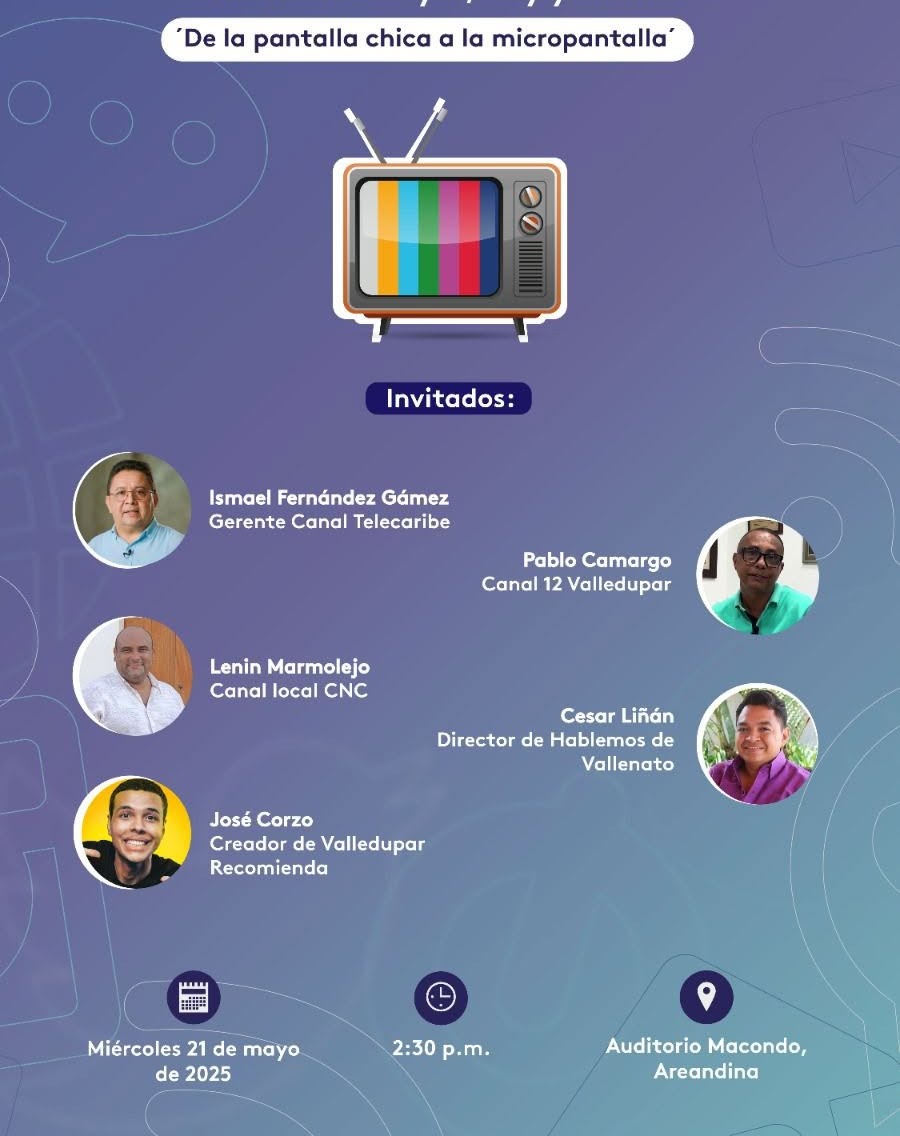 ´De la pantalla chica a la micropantalla´
Invitados:
Ismael Fernández Gámez
Gerente Canal Telecaribe
Pablo Camargo
Canal 12 Valledupar
Lenin Marmolejo
Canal local CNC
Cesar Liñán
Director de Hablemos de
Vallenato
José Corzo
Creador de Valledupar
Recomienda
Miércoles 21 de mayo
de 2025
2:30 p.m.
Auditorio Macondo,
Areandina